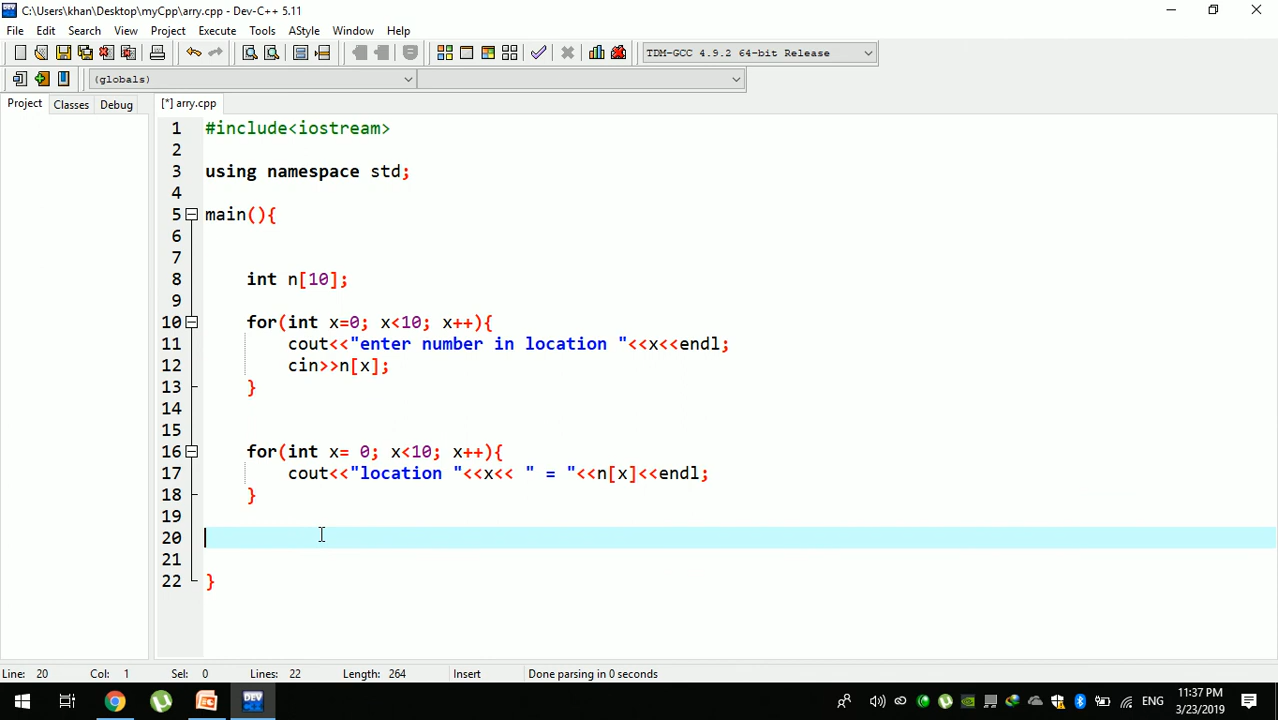 C:\Users\khan\Desktop\myCpp\arry.cpp - Dev-C++ 5.11
File Edit Search View Project Execute Tools AStyle Window Help
TDM-GCC 4.9.2 64-bit Release
(globals)
Project Classes Debug [*] arry.cpp
1 #include<iostream>
2
3 using namespace std;
4
5 main(){
6
7
8 int n[10];
9
10 for(int x=0; x<10; x++){
11 cout<<"enter number in location "<<x<<endl;
12 cin>>n[x];
13 }
14
15
16 for(int x= 0; x<10; x++){
17 cout<<"location "<<x<< " = "<<n[x]<<endl;
18 }
19
20
21
22 }
Line: 20 Col: 1 Sel: 0 Lines: 22 Length: 264 Insert Done parsing in 0 seconds
DEV
ENG
11:37 PM
3/23/2019